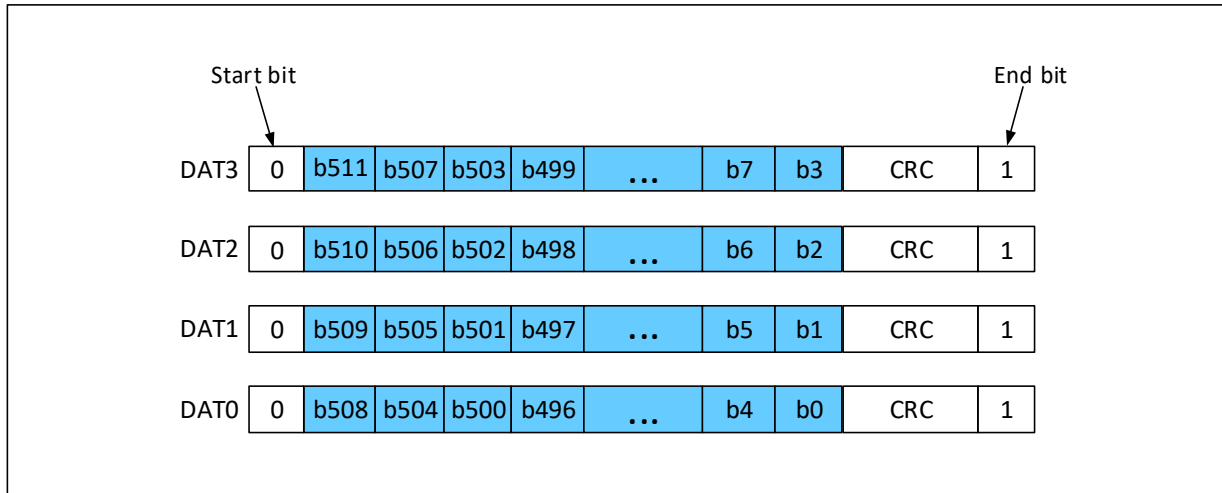 Start bit End bit
DAT3 0 b511 b507 b503 b499 ... b7 b3 CRC 1
DAT2 0 b510 b506 b502 b498 ... b6 b2 CRC 1
DAT1 0 b509 b505 b501 b497 ... b5 b1 CRC 1
DAT0 0 b508 b504 b500 b496 ... b4 b0 CRC 1